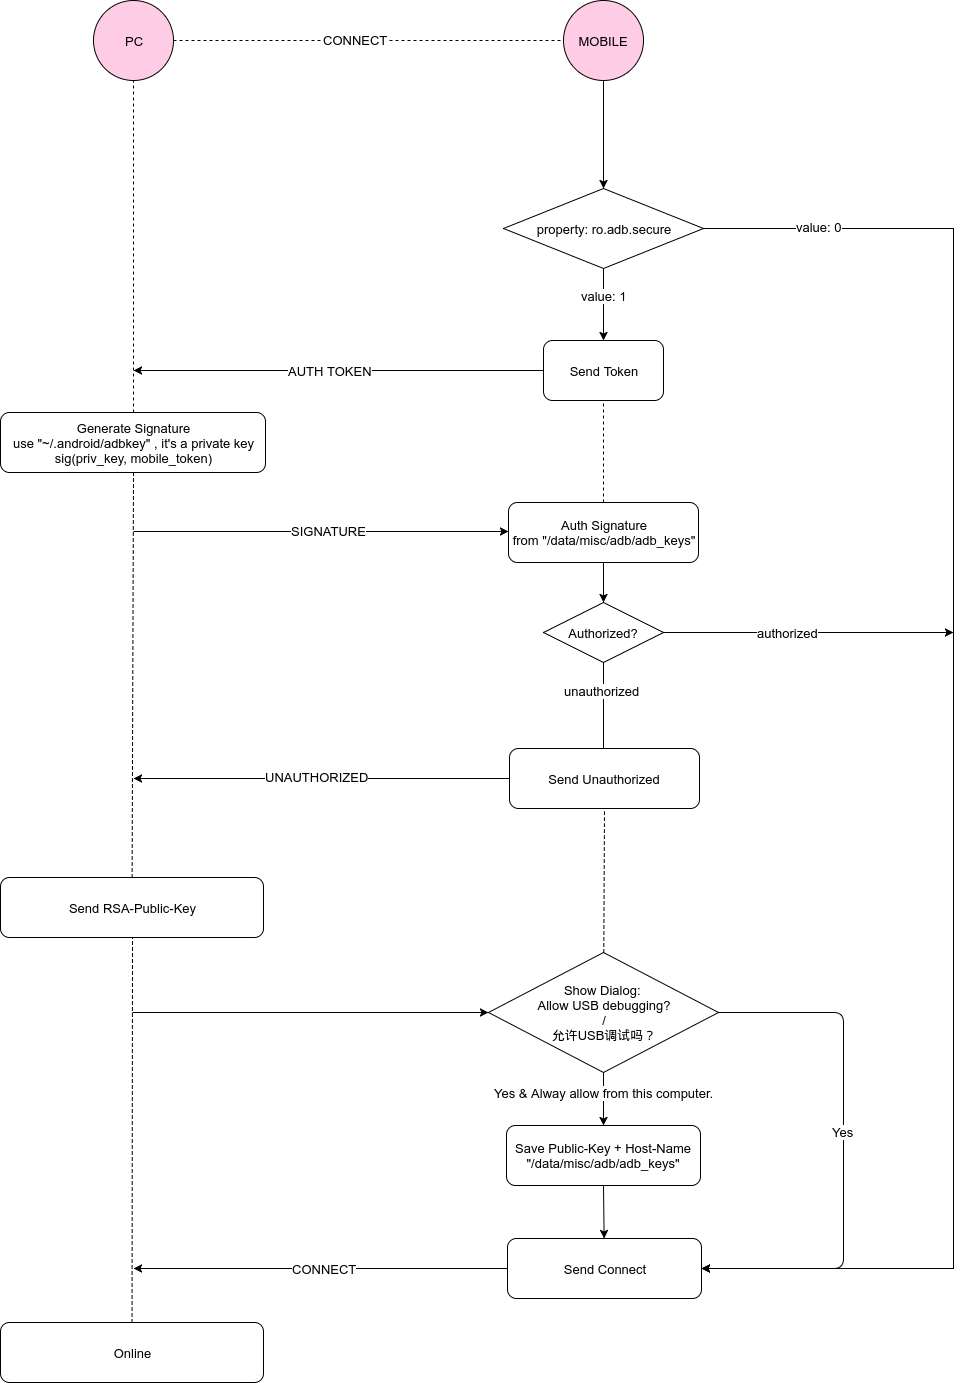 PC
CONNECT
MOBILE
property: ro.adb.secure
value: 0
value: 1
AUTH TOKEN
Send Token
Generate Signature
use "~/.android/adbkey" , it's a private key
sig(priv_key, mobile_token)
SIGNATURE
Auth Signature
from "/data/misc/adb/adb_keys"
Authorized?
authorized
unauthorized
UNAUTHORIZED
Send Unauthorized
Send RSA-Public-Key
Show Dialog:
Allow USB debugging?
/
允许USB调试吗？
Yes & Alway allow from this computer.
Yes
Save Public-Key + Host-Name
"/data/misc/adb/adb_keys"
CONNECT
Send Connect
Online